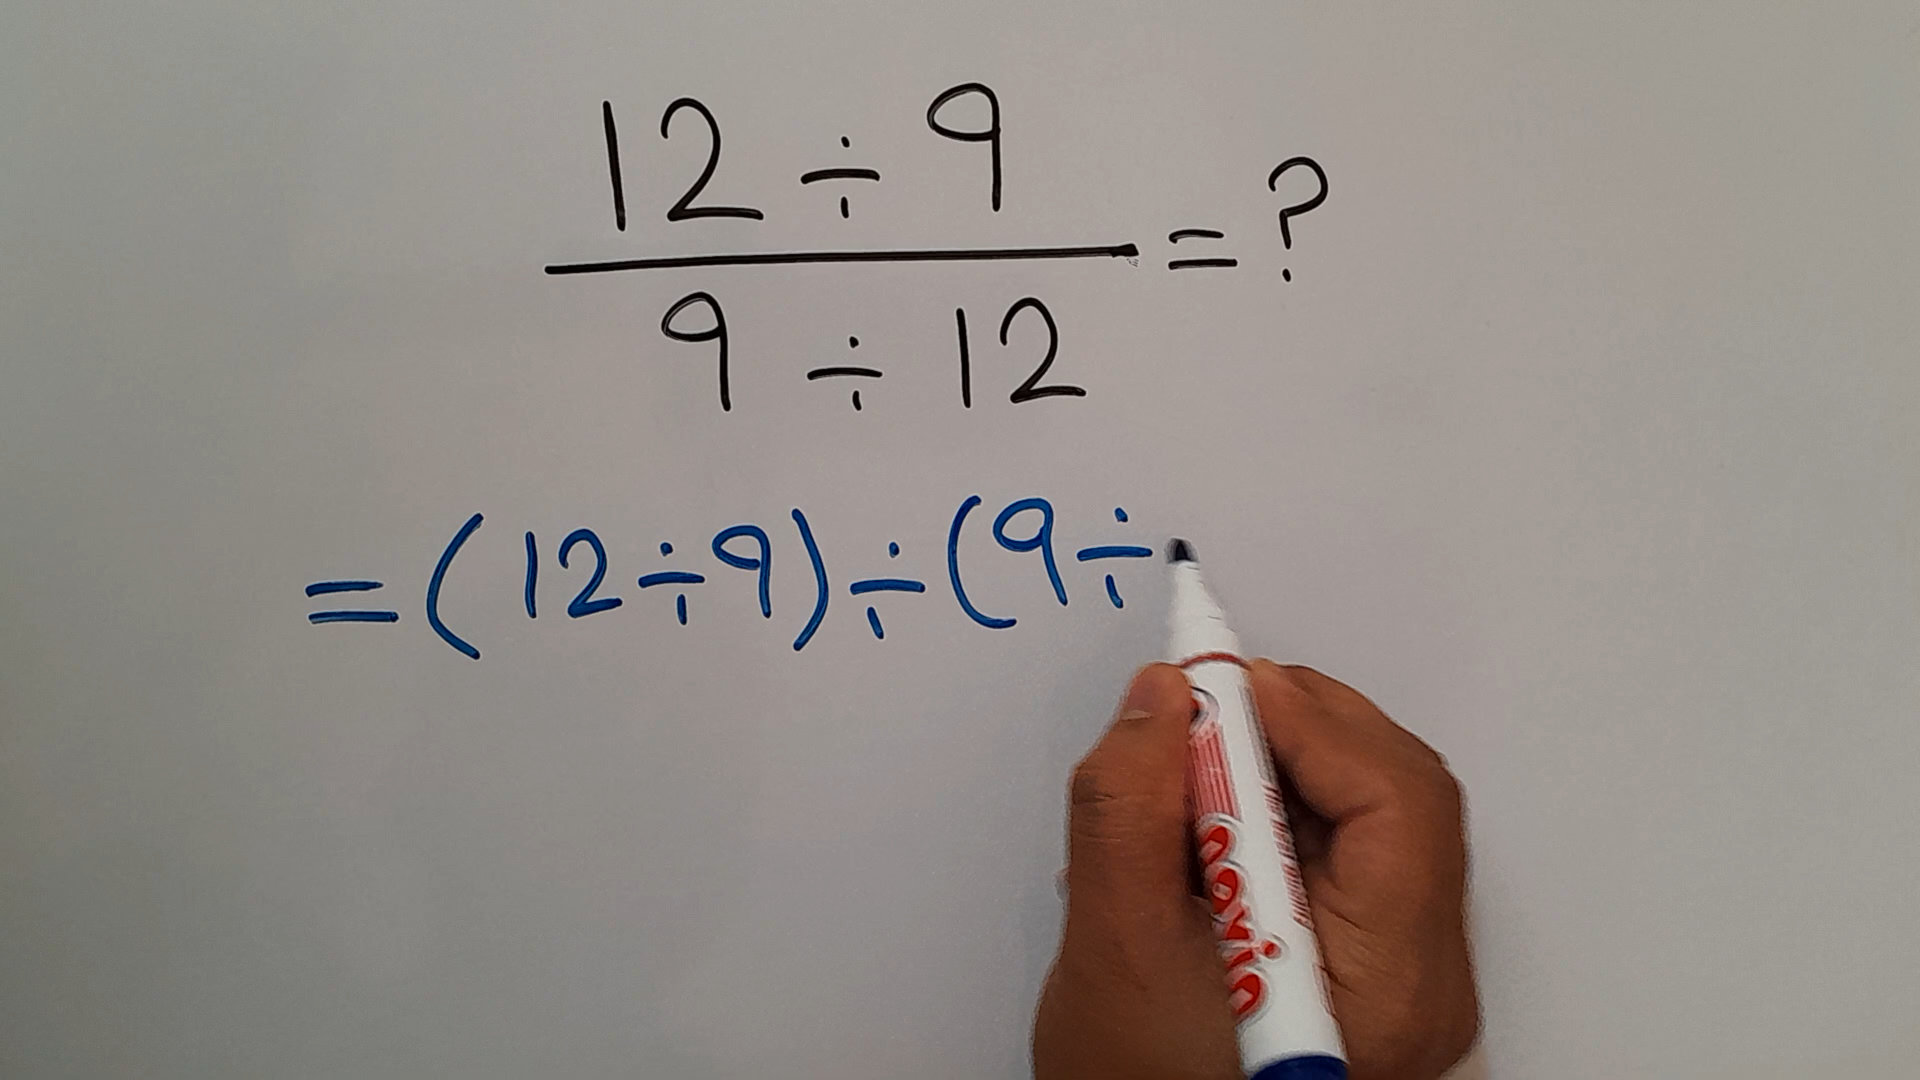 12 ÷ 9
= ?
9 ÷ 12
= (12 ÷ 9) ÷ (9 ÷